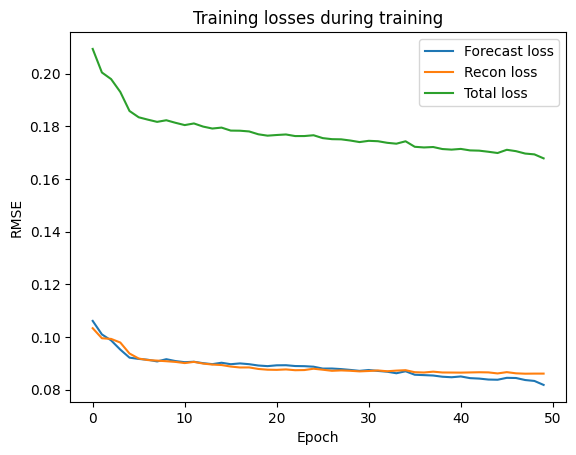 Training losses during training
Forecast loss
Recon loss
Total loss
RMSE
0.20
0.18
0.16
0.14
0.12
0.10
0.08
0 10 20 30 40 50
Epoch